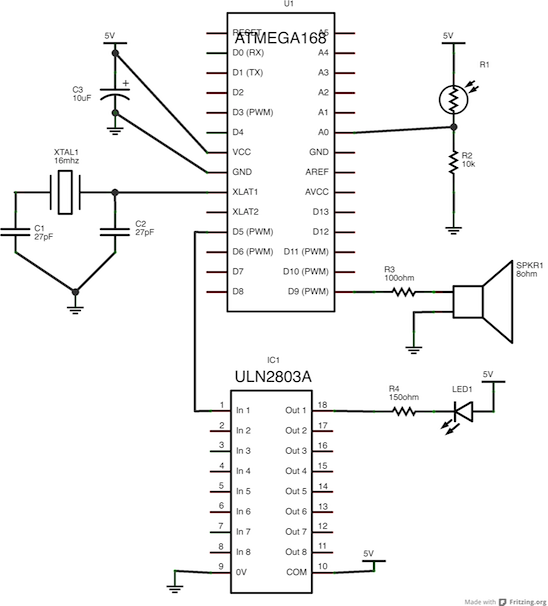 U1
ATMEGA168
RESET A5
D0 (RX) A4
D1 (TX) A3
D2 A2
D3 (PWM) A1
D4 A0
VCC GND
GND AREF
XLAT1 AVCC
XLAT2 D13
D5 (PWM) D12
D6 (PWM) D11 (PWM)
D7 D10 (PWM)
D8 D9 (PWM)
5V
C3
10uF
+
XTAL1
16mhz
C1
27pF
C2
27pF
5V
R1
R2
10k
R3
100ohm
SPKR1
8ohm
IC1
ULN2803A
1 In 1 Out 1 18
2 In 2 Out 2 17
3 In 3 Out 3 16
4 In 4 Out 4 15
5 In 5 Out 5 14
6 In 6 Out 6 13
7 In 7 Out 7 12
8 In 8 Out 8 11
9 0V COM 10
R4
150ohm
LED1
5V
5V
Made with Fritzing.org